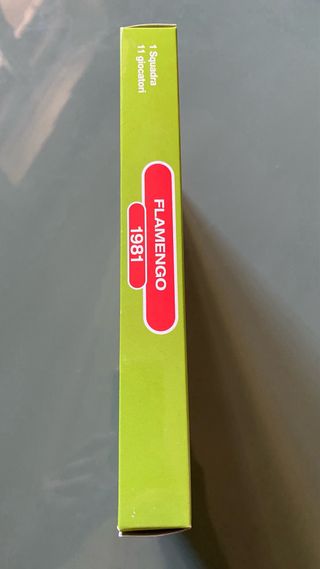 1 Squadra
11 giocatori
FLAMENGO
1981